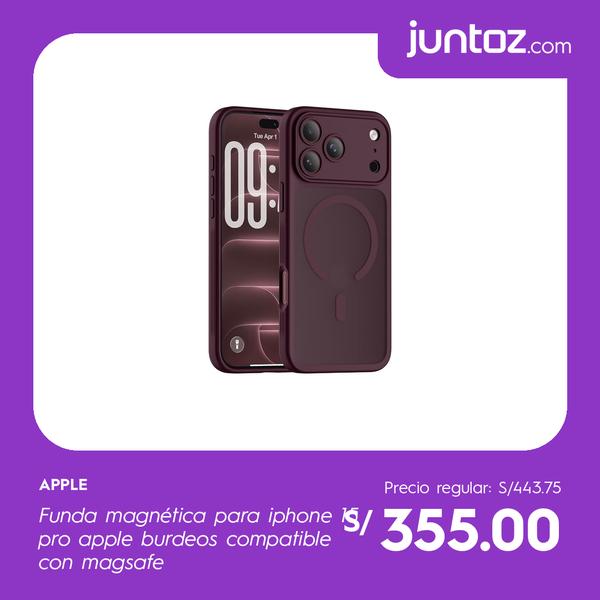 juntoz.com
Tue Apr 1
09:
APPLE
Funda magnética para iphone
pro apple burdeos compatible
con magsafe
Precio regular: S/443.75
S/ 355.00